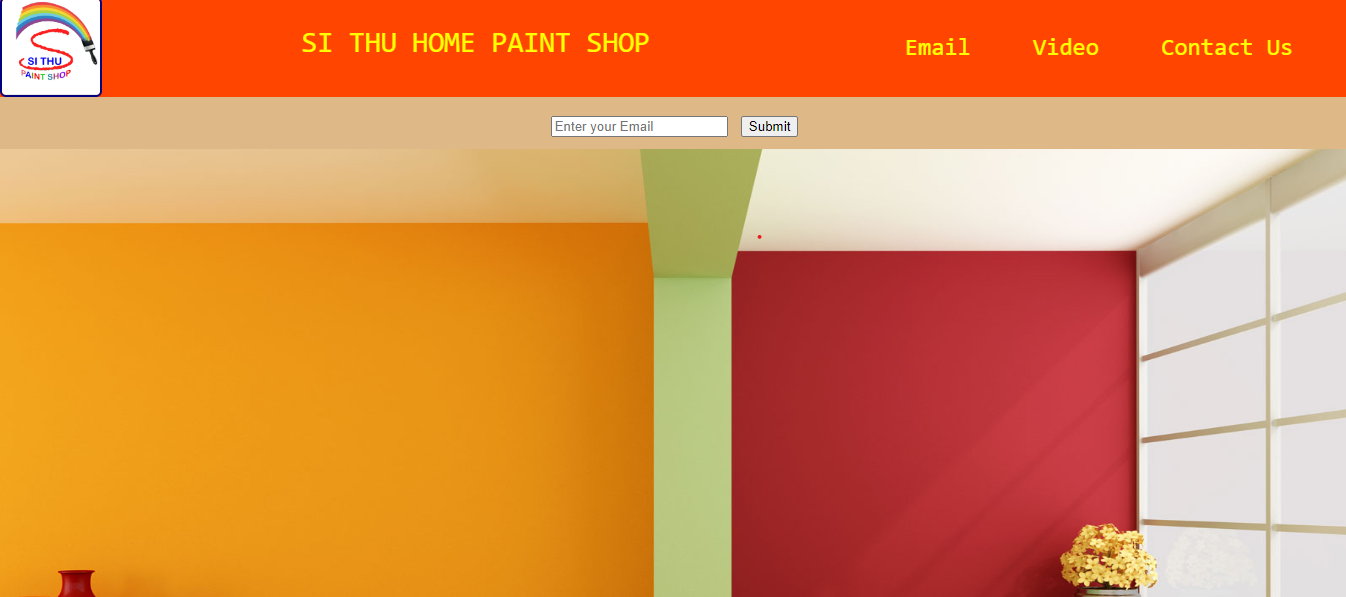 SI THU
PAINT SHOP
SI THU HOME PAINT SHOP
Email
Video
Contact Us
Enter your Email
Submit